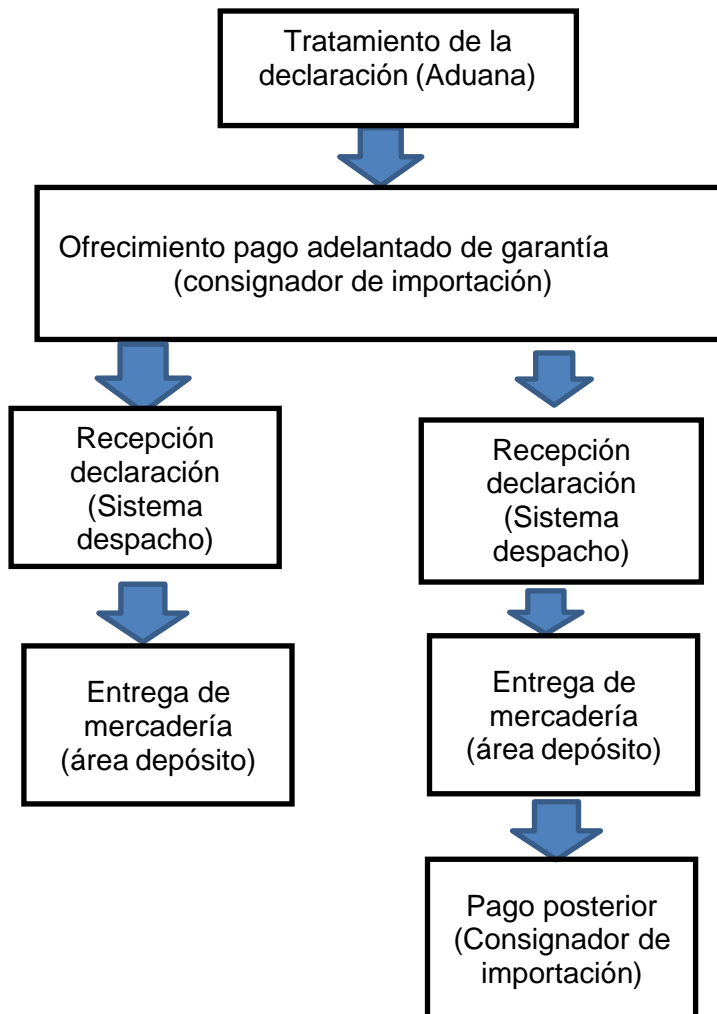 Tratamiento de la
declaración (Aduana)
Ofrecimiento pago adelantado de garantía
(consignador de importación)
Recepción
declaración
(Sistema
despacho)
Entrega de
mercadería
(área depósito)
Recepción
declaración
(Sistema
despacho)
Entrega de
mercadería
(área depósito)
Pago posterior
(Consignador de
importación)